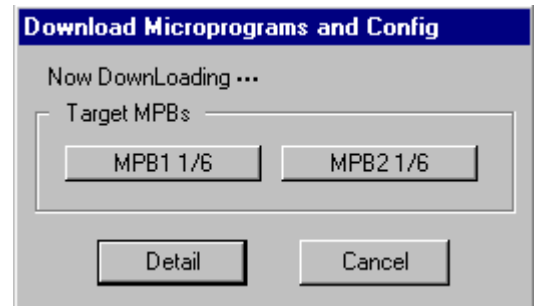 Download Microprograms and Config
Now DownLoading ···
Target MPBs
MPB1 1/6 MPB2 1/6
Detail Cancel